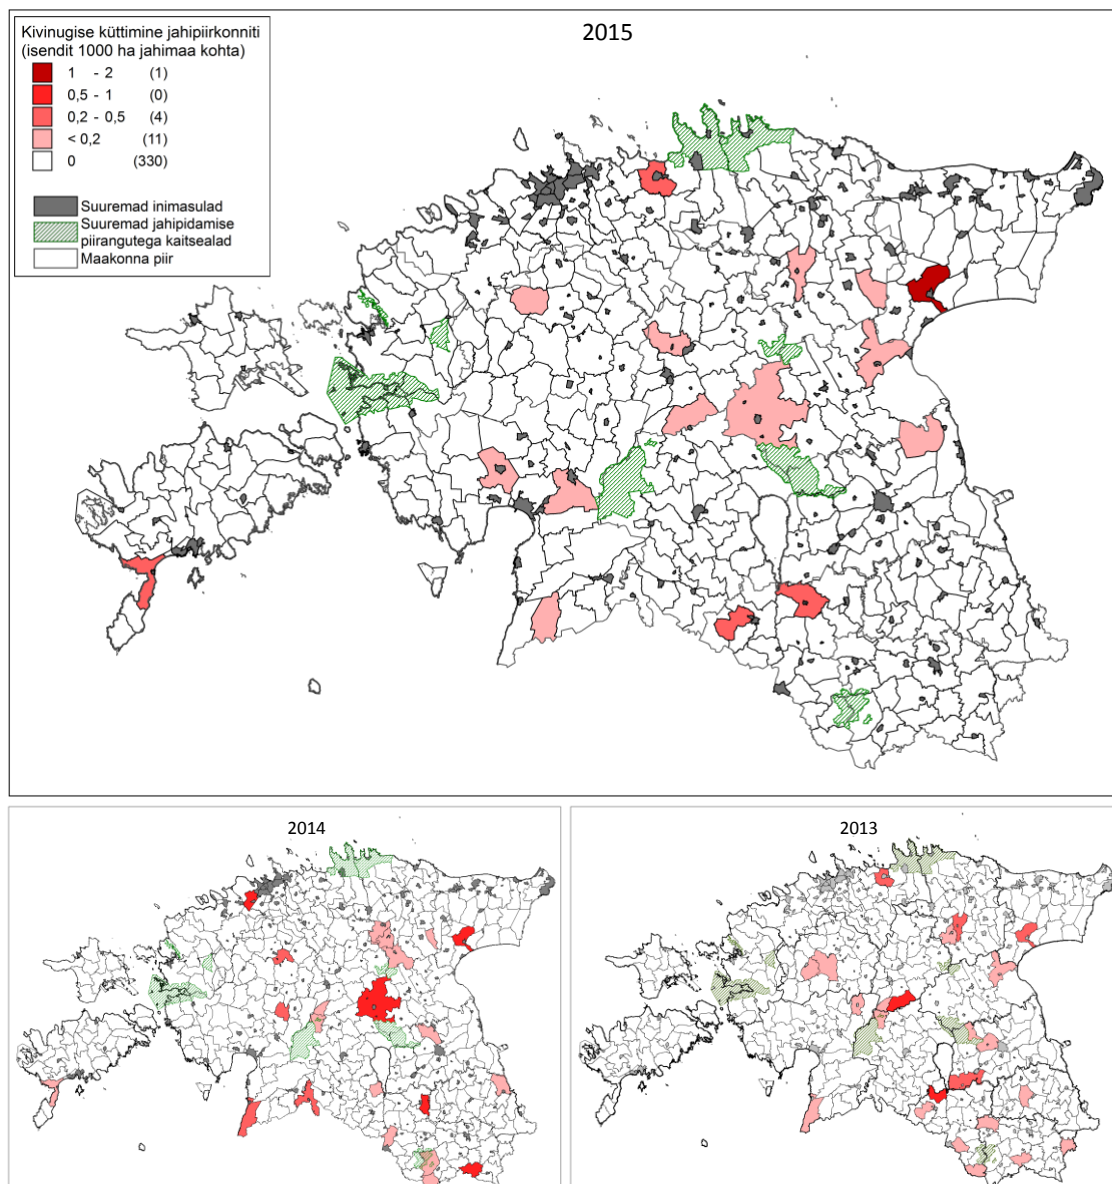 2015
Kivinugise küttimine jahipiirkonniti
(isendit 1000 ha jahimaa kohta)
1 - 2 (1)
0,5 - 1 (0)
0,2 - 0,5 (4)
< 0,2 (11)
0 (330)
Suuremad inimasulad
Suuremad jahipidamise
piirangutega kaitsealad
Maakonna piir
2014
2013